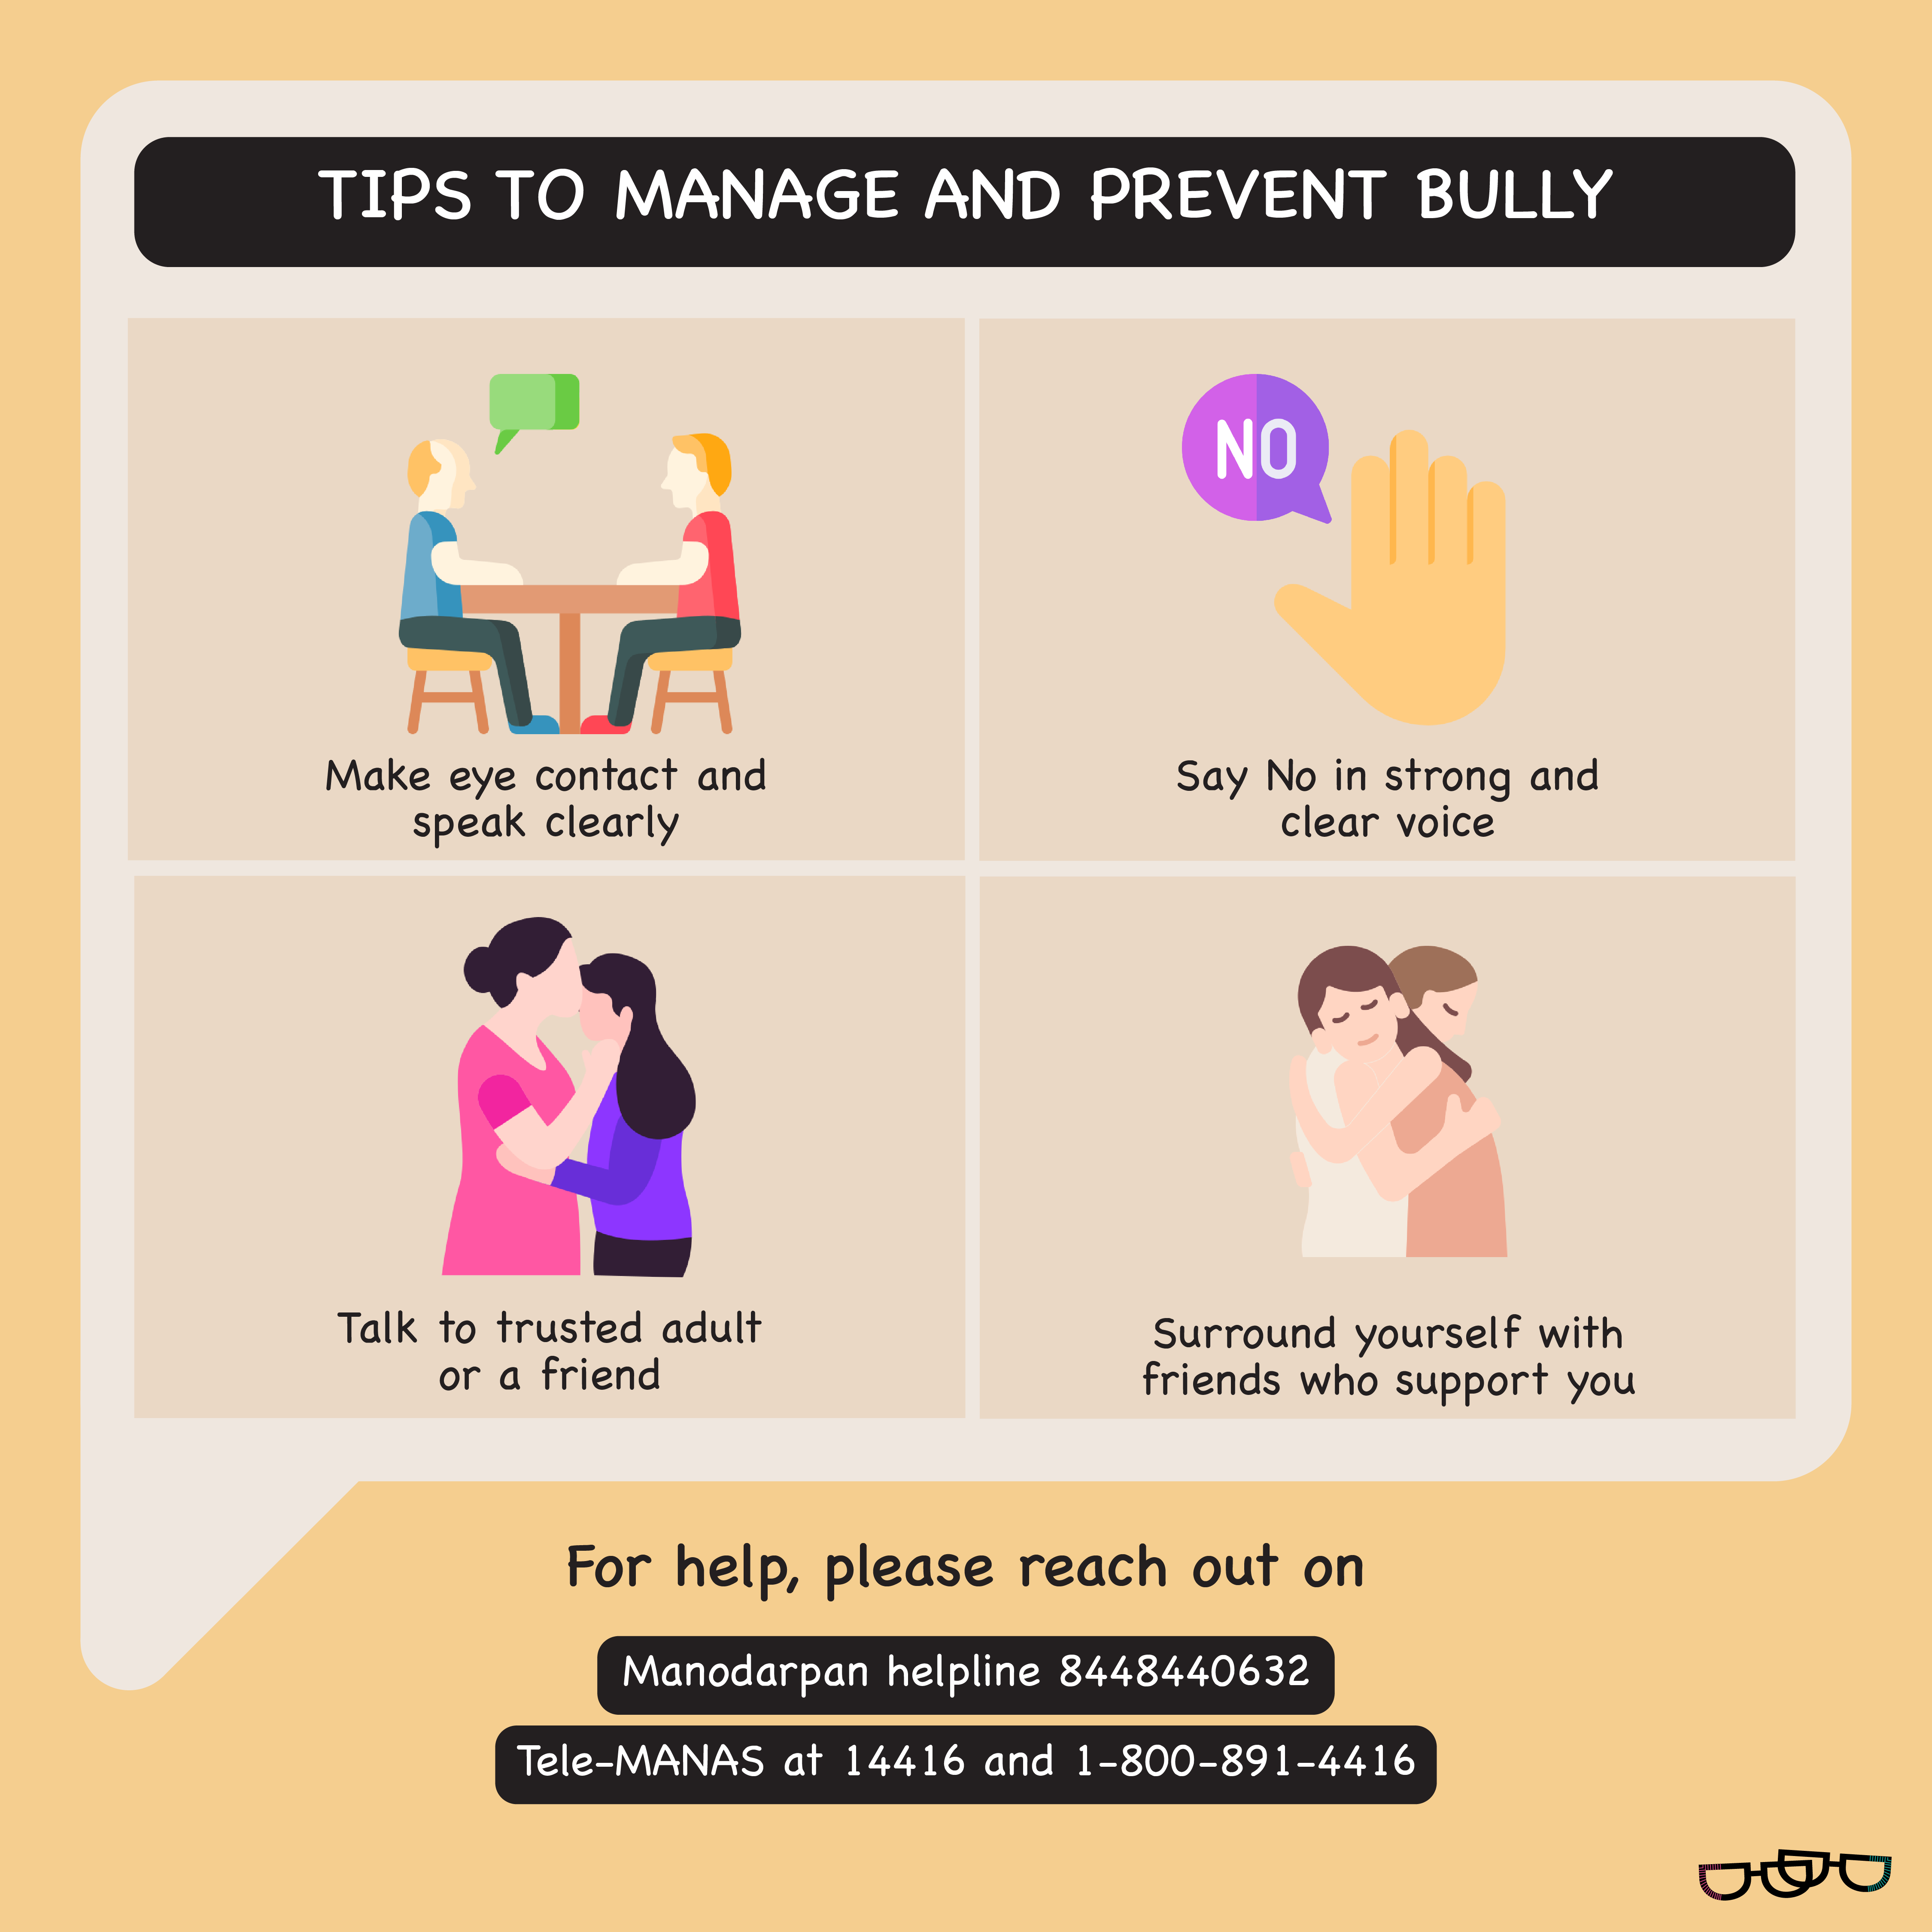 TIPS TO MANAGE AND PREVENT BULLY
NO
Make eye contact and
speak clearly
Say No in strong and
clear voice
Talk to trusted adult
or a friend
Surround yourself with
friends who support you
For help, please reach out on
Manodarpan helpline 8448440632
Tele-MANAS at 14416 and 1-800-891-4416